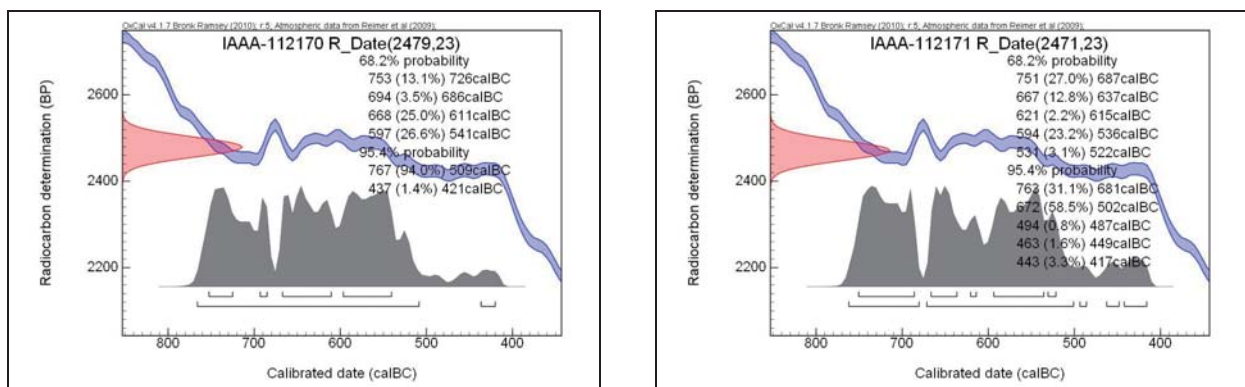 OxCal v4.1.7 Bronk Ramsey (2010); r:5, Atmospheric data from Reimer et al (2009);
IAAA-112170 R_Date(2479,23)
68.2% probability
753 (13.1%) 726calBC
694 (3.5%) 686calBC
668 (25.0%) 611calBC
597 (26.6%) 541calBC
95.4% probability
767 (94.0%) 509calBC
437 (1.4%) 421calBC
Radiocarbon determination (BP)
2600
2400
2200
800 700 600 500 400
Calibrated date (calBC)
OxCal v4.1.7 Bronk Ramsey (2010); r:5, Atmospheric data from Reimer et al (2009);
IAAA-112171 R_Date(2471,23)
68.2% probability
751 (27.0%) 687calBC
667 (12.8%) 637calBC
621 (2.2%) 615calBC
594 (23.2%) 536calBC
531 (3.1%) 522calBC
95.4% probability
763 (31.1%) 681calBC
672 (58.5%) 502calBC
494 (0.8%) 487calBC
463 (1.6%) 449calBC
443 (3.3%) 417calBC
Radiocarbon determination (BP)
2600
2400
2200
800 700 600 500 400
Calibrated date (calBC)